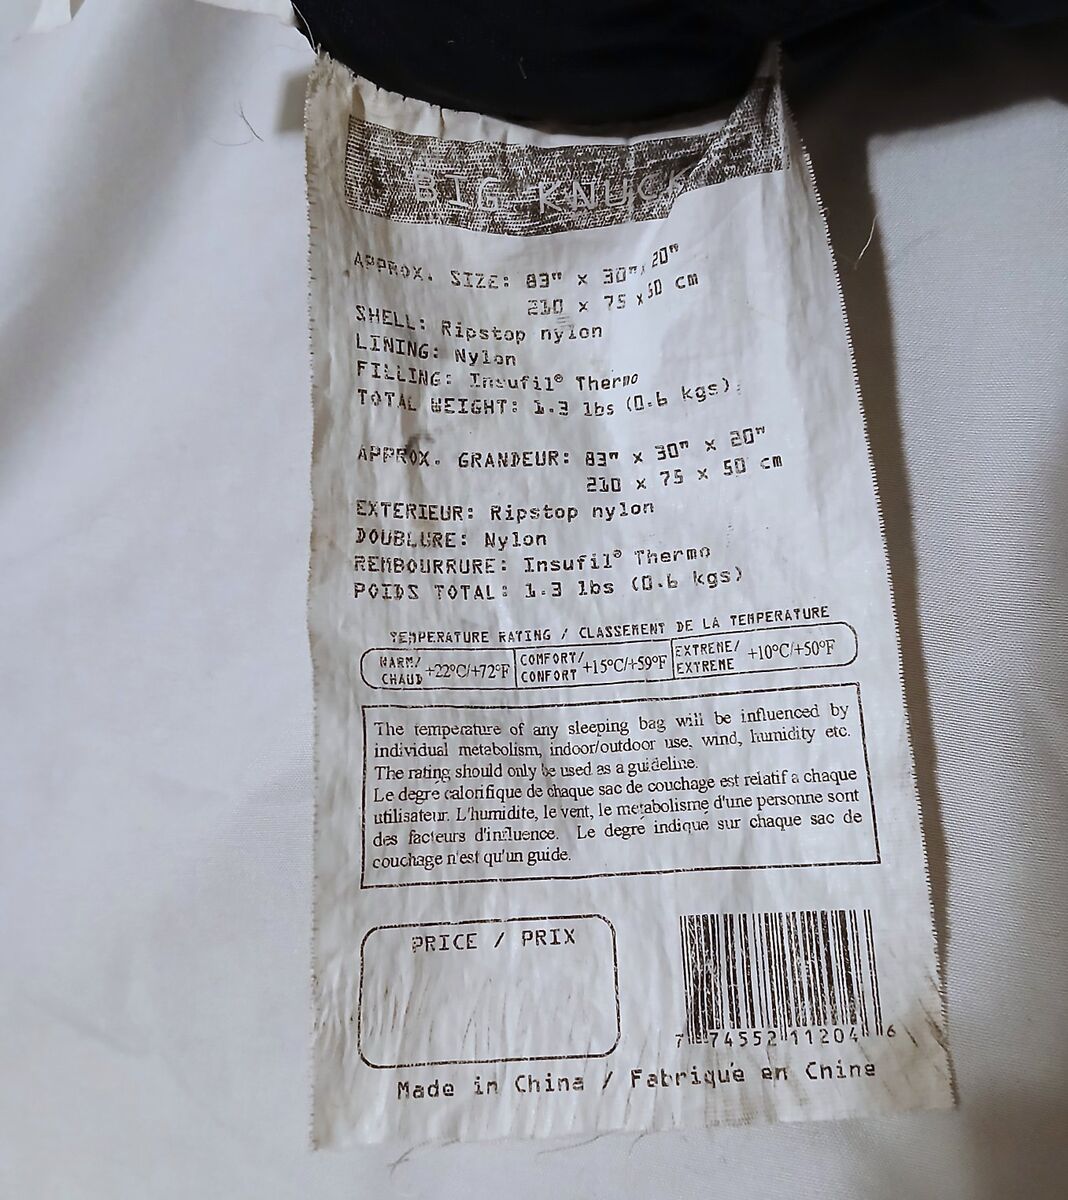 BIG KNUCK
APPROX. SIZE: 83" x 30" x 20"
210 x 75 x 50 cm
SHELL: Ripstop nylon
LINING: Nylon
FILLING: Insufil® Thermo
TOTAL WEIGHT: 1.3 lbs (0.6 kgs)
APPROX. GRANDEUR: 83" x 30" x 20"
210 x 75 x 50 cm
EXTERIEUR: Ripstop nylon
DOUBLURE: Nylon
REMBOURRURE: Insufil® Thermo
POIDS TOTAL: 1.3 lbs (0.6 kgs)
TEMPERATURE RATING / CLASSEMENT DE LA TEMPERATURE
WARM/ CHAUD +22°C/+72°F COMFORT/ CONFORT +15°C/+59°F EXTREME/ EXTREME +10°C/+50°F
The temperature of any sleeping bag will be influenced by
individual metabolism, indoor/outdoor use, wind, humidity etc.
The rating should only be used as a guideline.
Le degre calorifique de chaque sac de couchage est relatif a chaque
utilisateur. L'humidite, le vent, le metabolisme d'une personne sont
des facteurs d'influence. Le degre indique sur chaque sac de
couchage n'est qu'un guide.
PRICE / PRIX
7 74552 11204 6
Made in China / Fabriqué en Chine